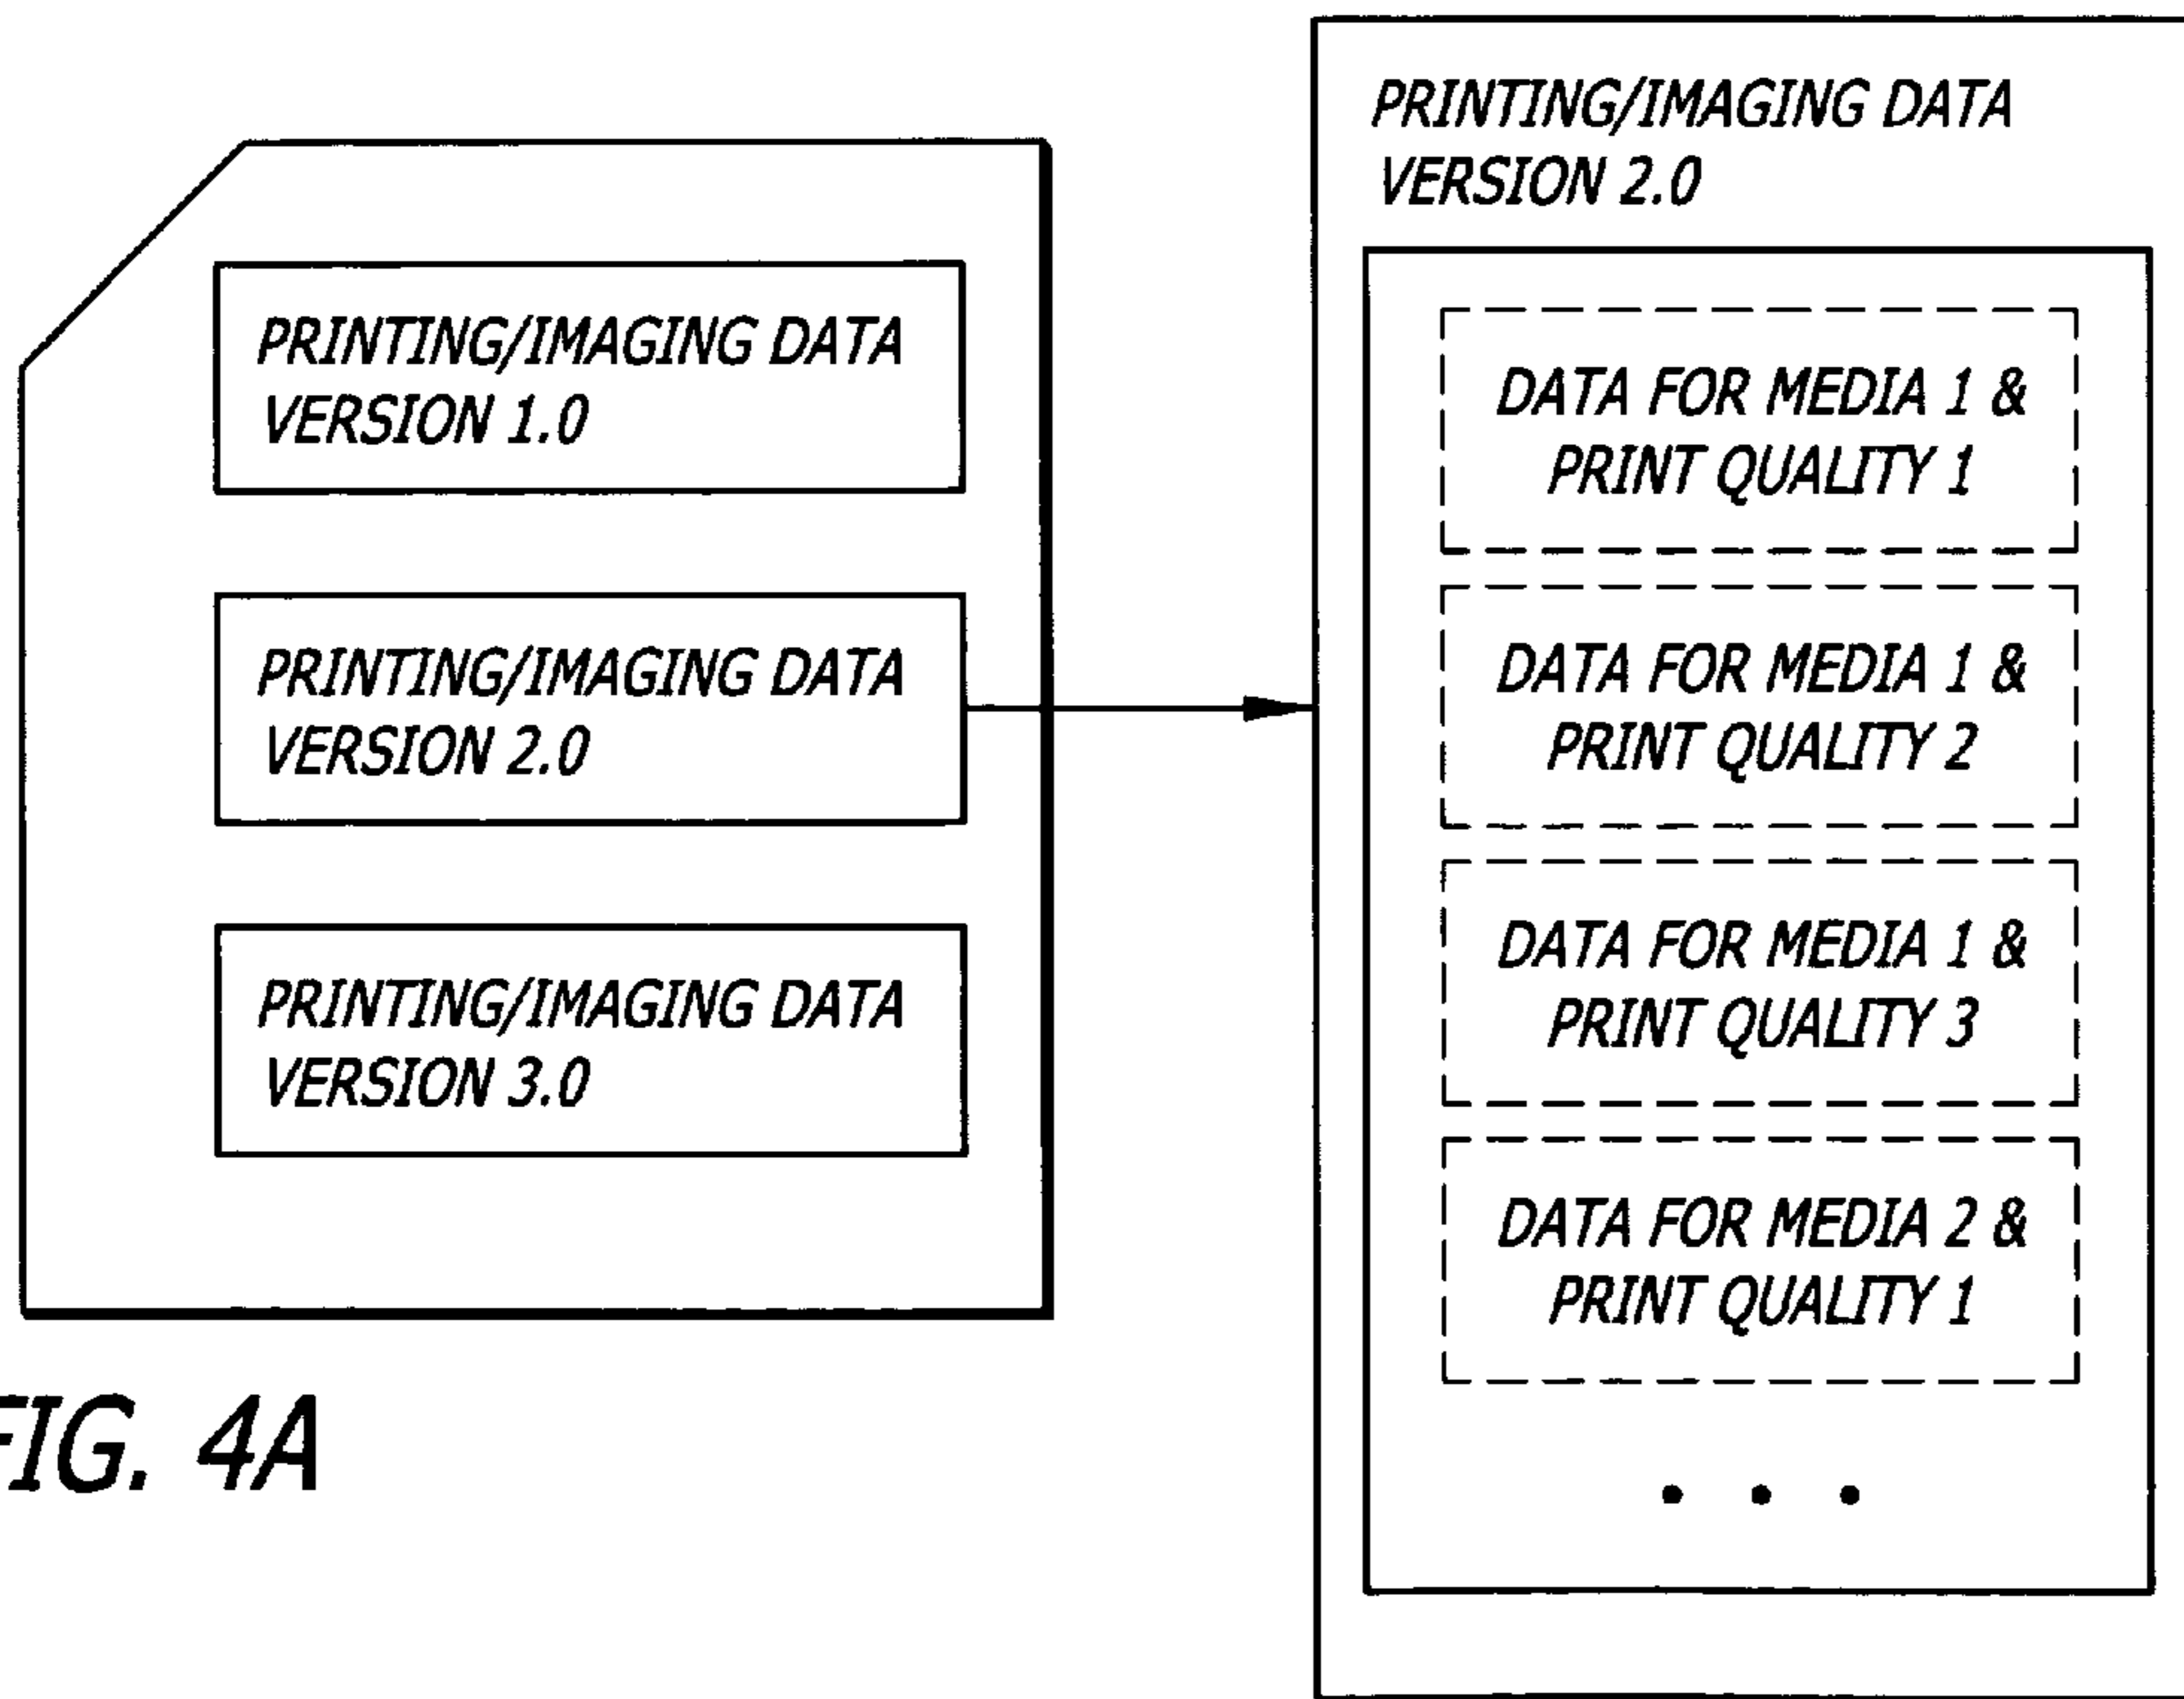 PRINTING/IMAGING DATA
VERSION 1.0
PRINTING/IMAGING DATA
VERSION 2.0
PRINTING/IMAGING DATA
VERSION 3.0
FIG. 4A
PRINTING/IMAGING DATA
VERSION 2.0
DATA FOR MEDIA 1 &
PRINT QUALITY 1
DATA FOR MEDIA 1 &
PRINT QUALITY 2
DATA FOR MEDIA 1 &
PRINT QUALITY 3
DATA FOR MEDIA 2 &
PRINT QUALITY 1
• • •